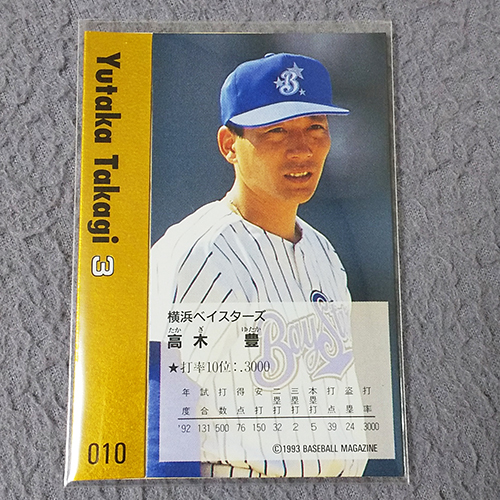 Yutaka Takagi 3
B
BaySt
横浜ベイスターズ
たか ぎ ゆたか
高木 豊
★打率10位:.3000
年度 試合 打数 得点 安打 二塁打 三塁打 本打 打点 盗塁 打率
'92 131 500 76 150 32 2 5 39 24 3000
010
©1993 BASEBALL MAGAZINE